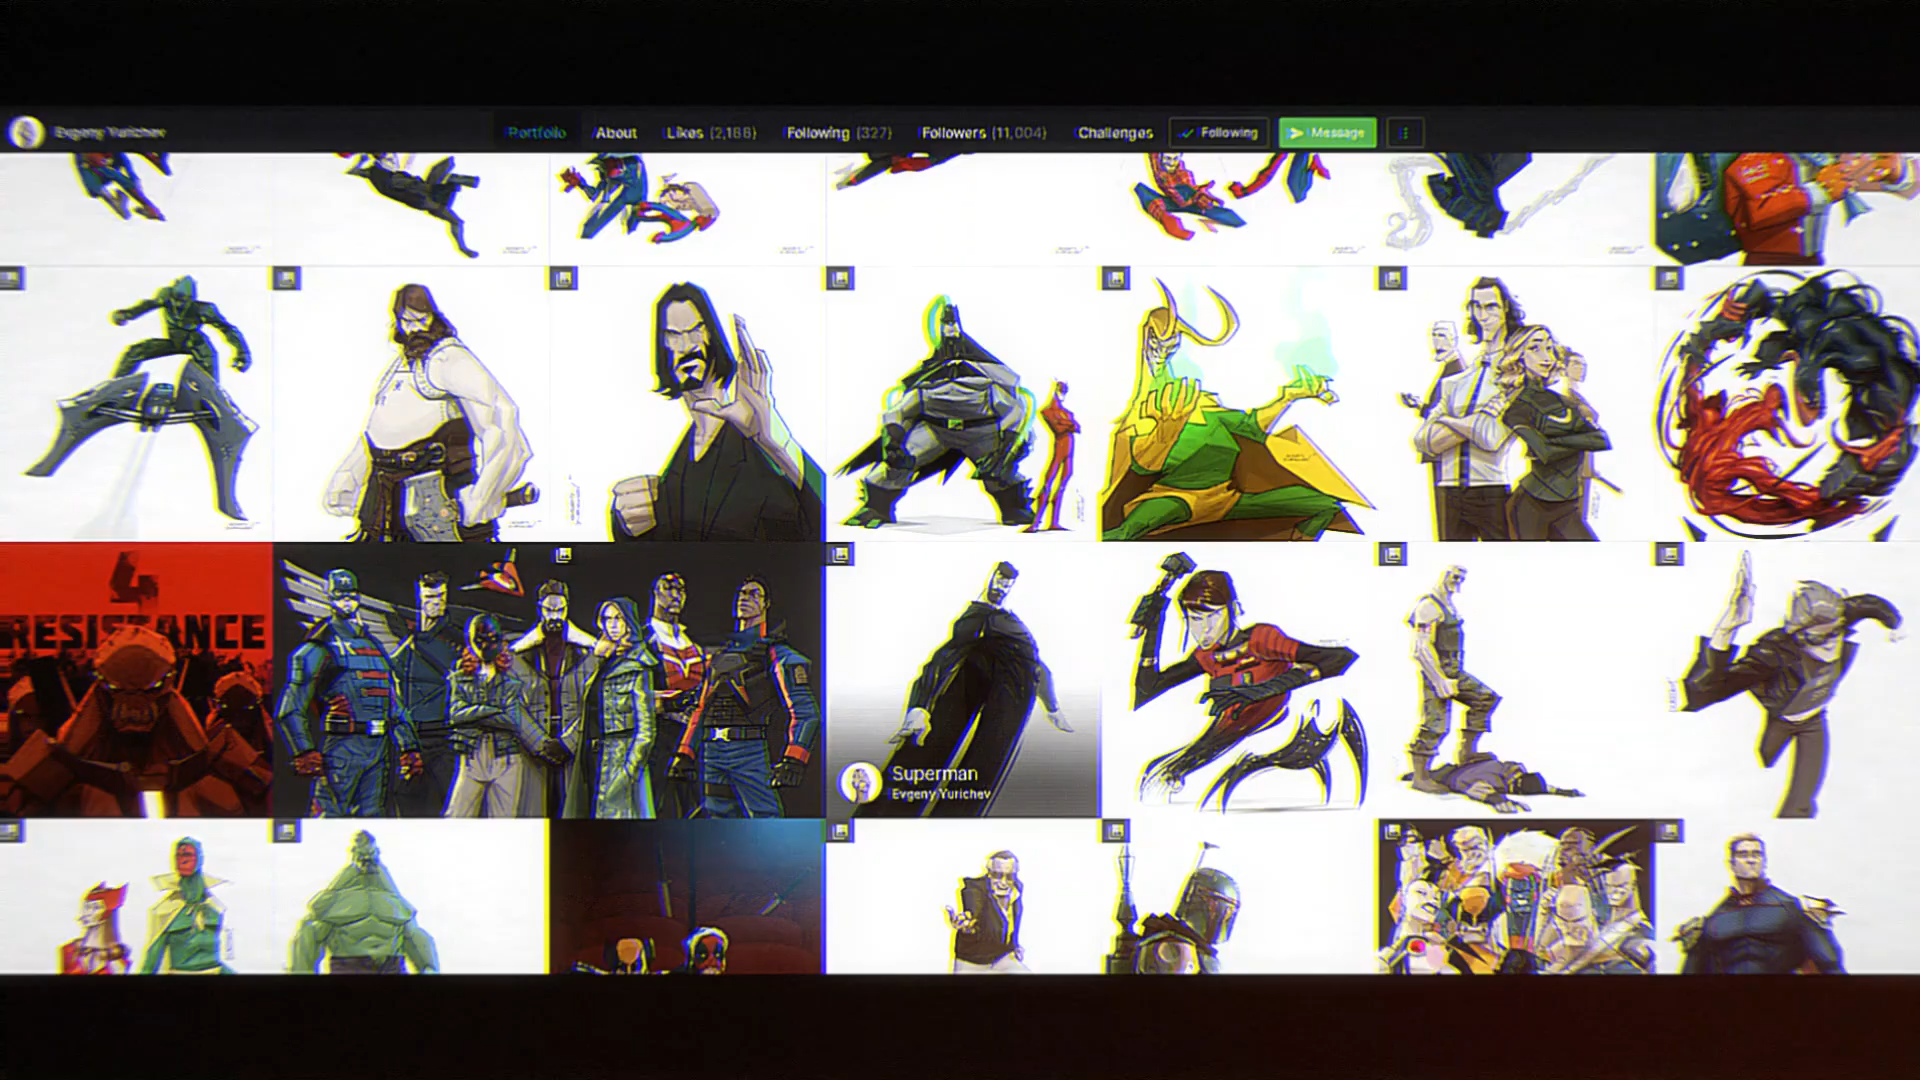 Evgeny Yurichev
Portfolio
About
Likes (2,188)
Following (327)
Followers (11,004)
Challenges
Following
Message
4
RESISTANCE
Superman
Evgeny Yurichev